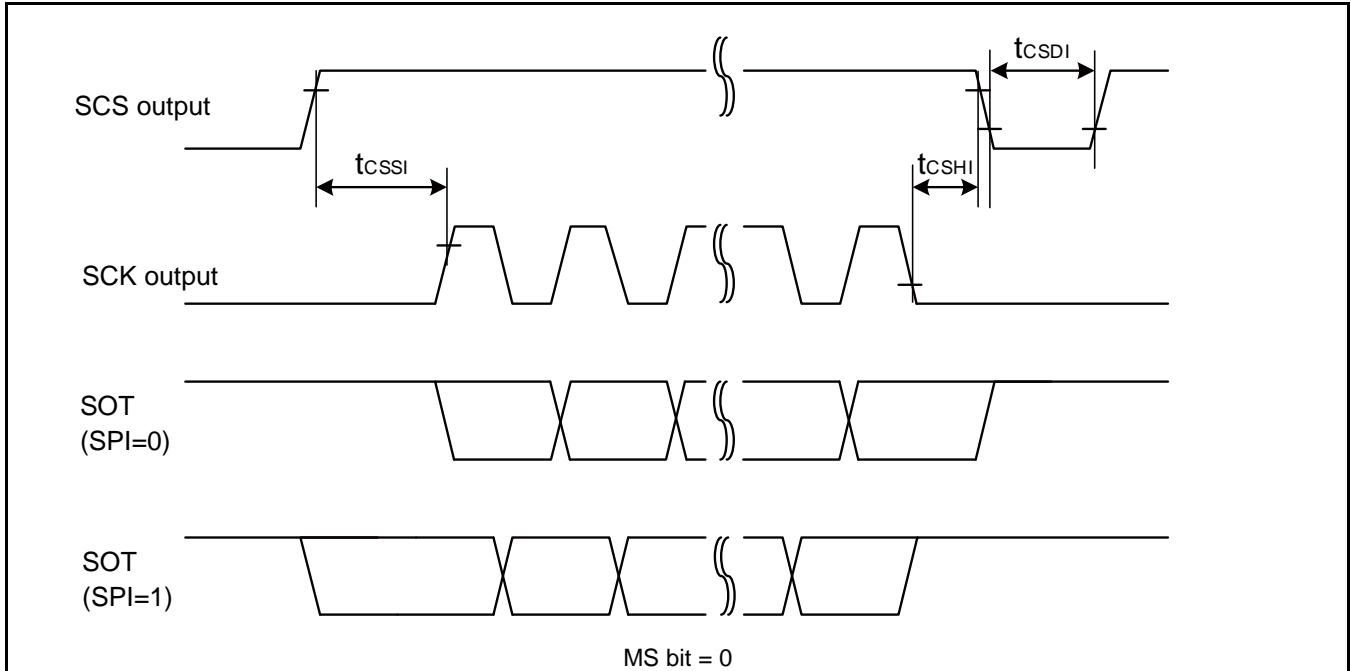 tCSDI
SCS output
tCSSI
tCSHI
SCK output
SOT
(SPI=0)
SOT
(SPI=1)
MS bit = 0